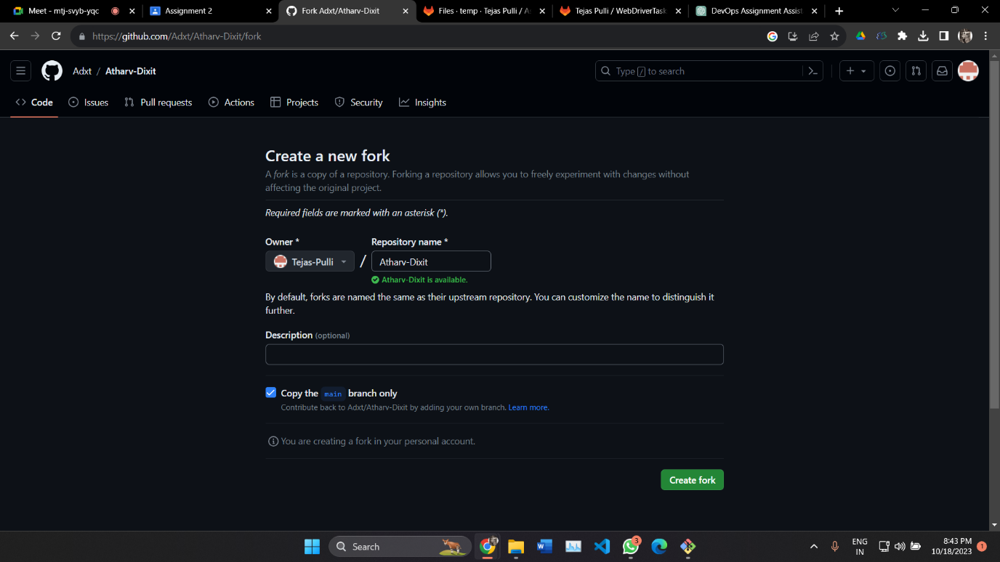 Meet - mtj-svyb-yqc
Assignment 2
Fork Adxt/Atharv-Dixit
Files · temp · Tejas Pulli / A
Tejas Pulli / WebDriverTask
DevOps Assignment Assist
https://github.com/Adxt/Atharv-Dixit/fork
Adxt / Atharv-Dixit
Type / to search
Code
Issues
Pull requests
Actions
Projects
Security
Insights
Create a new fork
A fork is a copy of a repository. Forking a repository allows you to freely experiment with changes without
affecting the original project.
Required fields are marked with an asterisk (*).
Owner *
Repository name *
Tejas-Pulli / Atharv-Dixit
Atharv-Dixit is available.
By default, forks are named the same as their upstream repository. You can customize the name to distinguish it
further.
Description (optional)
Copy the main branch only
Contribute back to Adxt/Atharv-Dixit by adding your own branch. Learn more.
You are creating a fork in your personal account.
Create fork
Search
3
ENG
IN
8:43 PM
10/18/2023
1